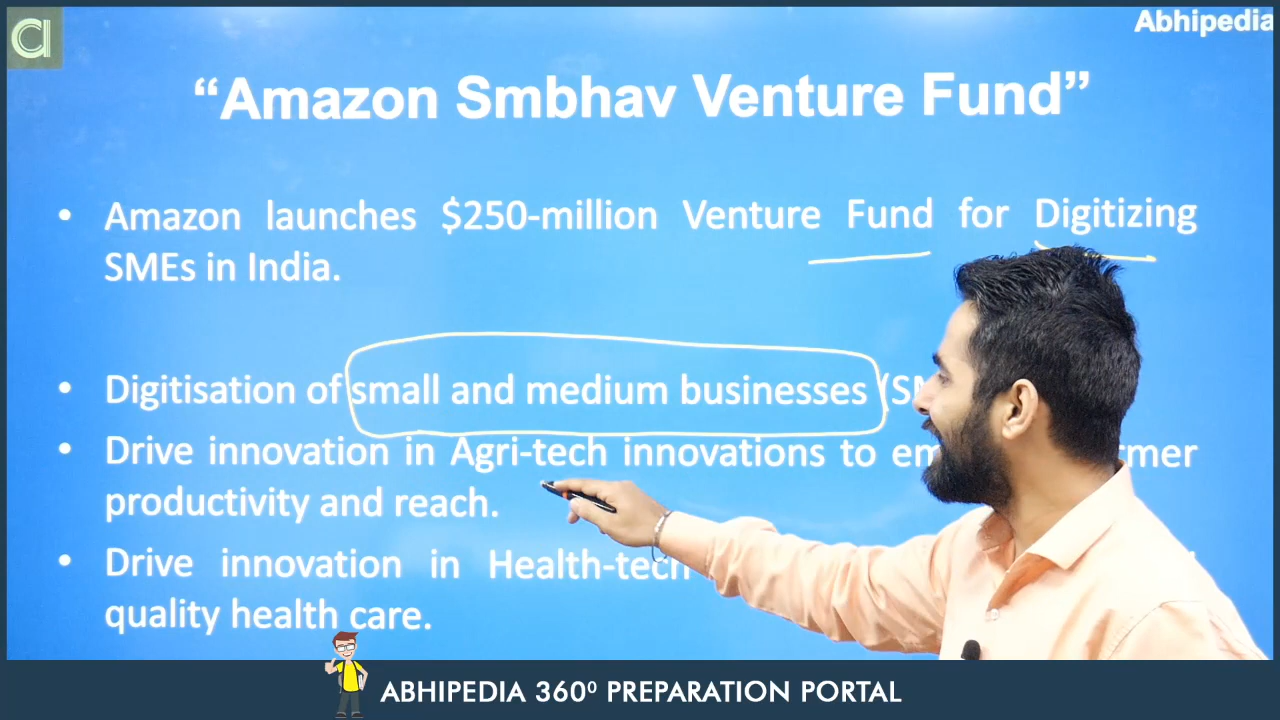 Abhipedia
“Amazon Smbhav Venture Fund”
• Amazon launches $250-million Venture Fund for Digitizing
SMEs in India.
• Digitisation of small and medium businesses
• Drive innovation in Agri-tech innovations to
productivity and reach.
• Drive innovation in Health-tech
quality health care.
ABHIPEDIA 360⁰ PREPARATION PORTAL